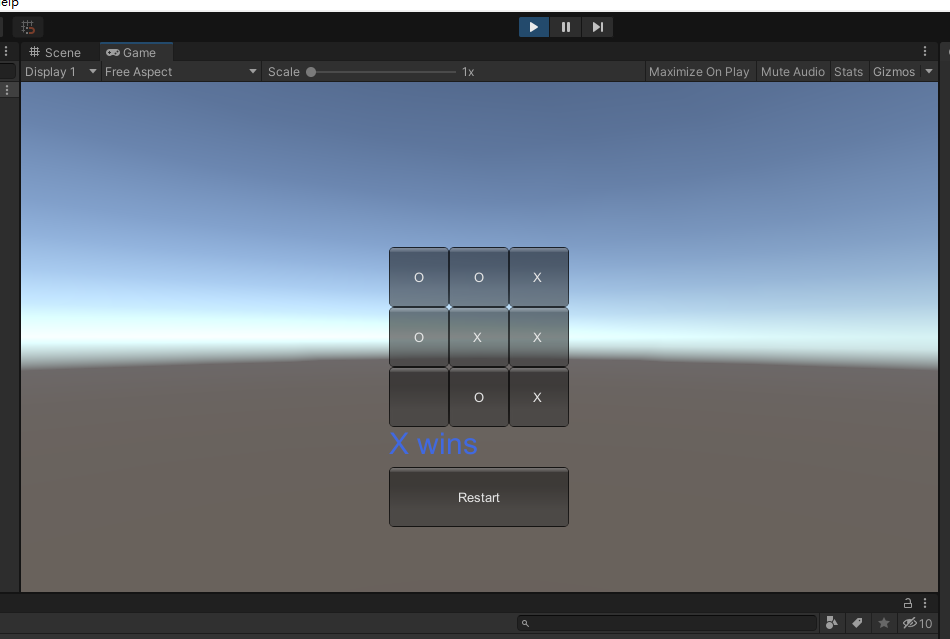 elp
Scene Game
Display 1 Free Aspect Scale 1x Maximize On Play Mute Audio Stats Gizmos
O O X
O X X
O X
X wins
Restart
10